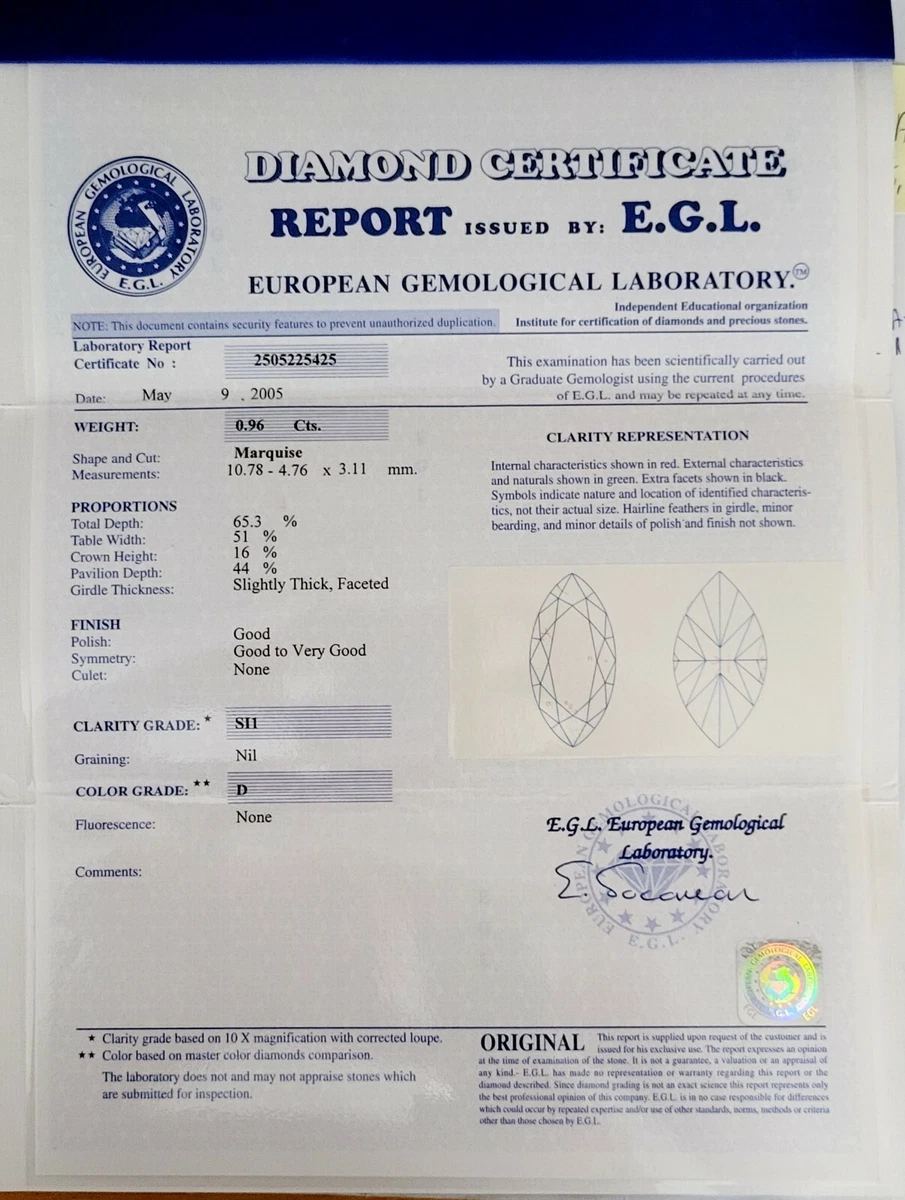 EUROPEAN GEMOLOGICAL LABORATORY
E.G.L.
DIAMOND CERTIFICATE
REPORT ISSUED BY: E.G.L.
EUROPEAN GEMOLOGICAL LABORATORY.™
Independent Educational organization
Institute for certification of diamonds and precious stones.
NOTE: This document contains security features to prevent unauthorized duplication.
Laboratory Report
Certificate No : 2505225425
Date: May 9 . 2005
This examination has been scientifically carried out
by a Graduate Gemologist using the current procedures
of E.G.L. and may be repeated at any time.
WEIGHT: 0.96 Cts.
Shape and Cut: Marquise
Measurements: 10.78 - 4.76 x 3.11 mm.
PROPORTIONS
Total Depth: 65.3 %
Table Width: 51 %
Crown Height: 16 %
Pavilion Depth: 44 %
Girdle Thickness: Slightly Thick, Faceted
FINISH
Polish: Good
Symmetry: Good to Very Good
Culet: None
CLARITY GRADE: * SI1
Graining: Nil
COLOR GRADE: ** D
Fluorescence: None
Comments:
CLARITY REPRESENTATION
Internal characteristics shown in red. External characteristics
and naturals shown in green. Extra facets shown in black.
Symbols indicate nature and location of identified characteris-
tics, not their actual size. Hairline feathers in girdle, minor
bearding, and minor details of polish and finish not shown.
E.G.L. European Gemological
Laboratory.
EUROPEAN GEMOLOGICAL LABORATORY
E.G.L.
★ Clarity grade based on 10 X magnification with corrected loupe.
★★ Color based on master color diamonds comparison.
The laboratory does not and may not appraise stones which
are submitted for inspection.
ORIGINAL This report is supplied upon request of the customer and is
issued for his exclusive use. The report expresses an opinion
at the time of examination of the stone. It is not a guarantee, a valuation or an appraisal of
any kind.- E.G.L. has made no representation or warranty regarding this report or the
diamond described. Since diamond grading is not an exact science this report represents only
the best professional opinion of this company. E.G.L. is in no case responsible for differences
which could occur by repeated expertise and/or use of other standards, norms, methods or criteria
other than those chosen by E.G.L.